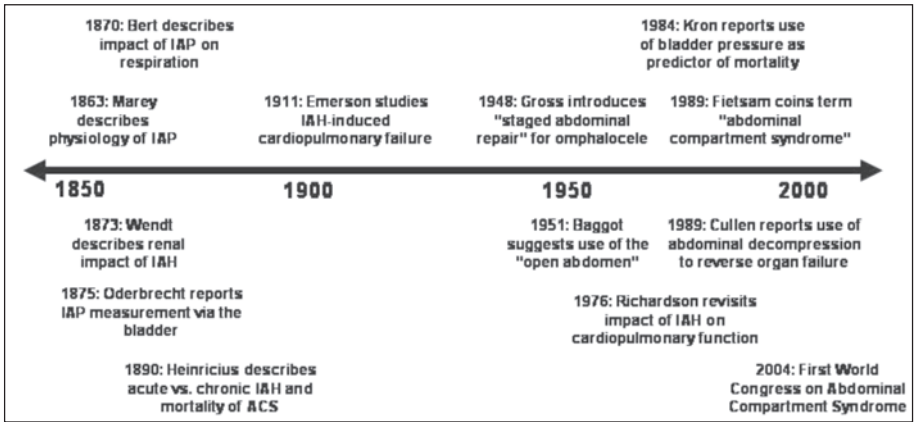 1870: Bert describes
impact of IAP on
respiration
1984: Kron reports use
of bladder pressure as
predictor of mortality
1863: Marey
describes
physiology of IAP
1911: Emerson studies
IAH-induced
cardiopulmonary failure
1948: Gross introduces
"staged abdominal
repair" for omphalocele
1989: Fietsam coins term
"abdominal
compartment syndrome"
1850
1900
1950
2000
1873: Wendt
describes renal
impact of IAH
1951: Baggot
suggests use of the
"open abdomen"
1989: Cullen reports use of
abdominal decompression
to reverse organ failure
1875: Oderbrecht reports
IAP measurement via the
bladder
1976: Richardson revisits
impact of IAH on
cardiopulmonary function
1890: Heinricius describes
acute vs. chronic IAH and
mortality of ACS
2004: First World
Congress on Abdominal
Compartment Syndrome